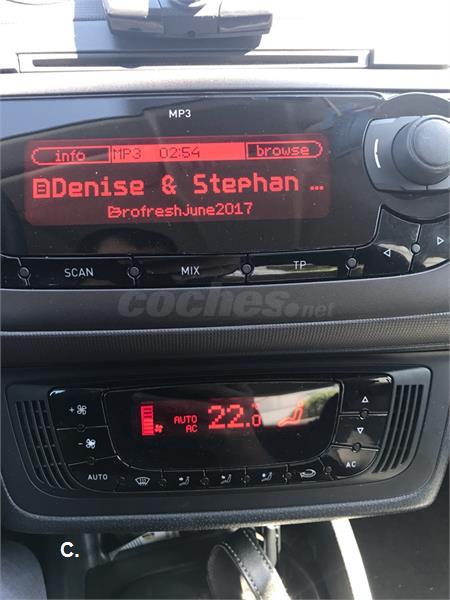 MP3
info MP3 02:54 browse
Denise & Stephan ...
rofreshJune2017
SCAN MIX TP
coches.net
AUTO
AC
22.0
+
-
AUTO
AC
C.